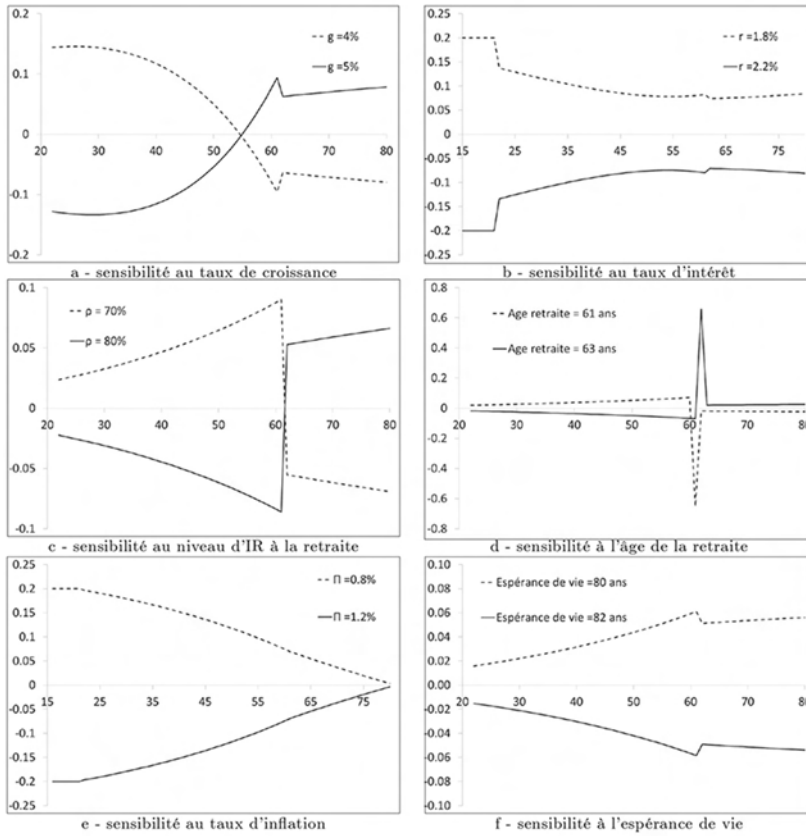 0.2
0.1
0
-0.1
-0.2
20 30 40 50 60 70 80
g =4%
g =5%
a - sensibilité au taux de croissance
0.25
0.2
0.15
0.1
0.05
0
-0.05
-0.1
-0.15
-0.2
-0.25
15 25 35 45 55 65 75
r =1.8%
r =2.2%
b - sensibilité au taux d'intérêt
0.1
0.05
0
-0.05
-0.1
20 30 40 50 60 70 80
ρ = 70%
ρ = 80%
c - sensibilité au niveau d'IR à la retraite
0.8
0.6
0.4
0.2
0
-0.2
-0.4
-0.6
-0.8
20 30 40 50 60 70 80
Age retraite = 61 ans
Age retraite = 63 ans
d - sensibilité à l'âge de la retraite
0.25
0.2
0.15
0.1
0.05
0
-0.05
-0.1
-0.15
-0.2
-0.25
15 25 35 45 55 65 75
Π =0.8%
Π =1.2%
e - sensibilité au taux d'inflation
0.10
0.08
0.06
0.04
0.02
0.00
-0.02
-0.04
-0.06
-0.08
-0.10
20 30 40 50 60 70 80
Espérance de vie =80 ans
Espérance de vie =82 ans
f - sensibilité à l'espérance de vie